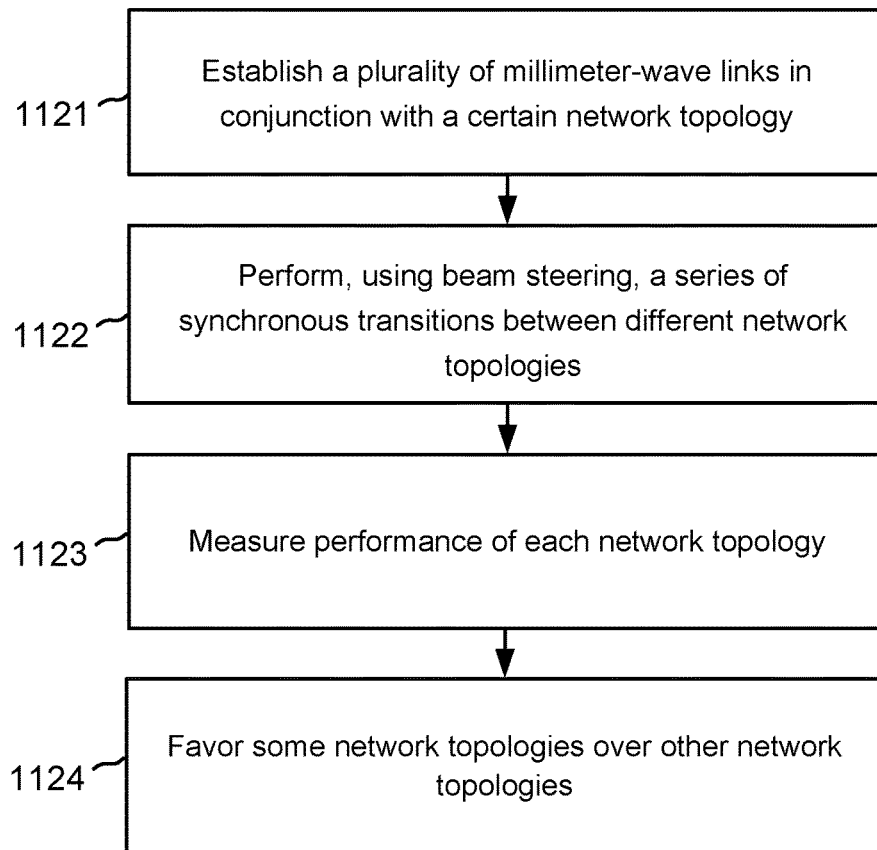 Establish a plurality of millimeter-wave links in
conjunction with a certain network topology
1121
Perform, using beam steering, a series of
synchronous transitions between different network
topologies
1122
Measure performance of each network topology
1123
Favor some network topologies over other network
topologies
1124